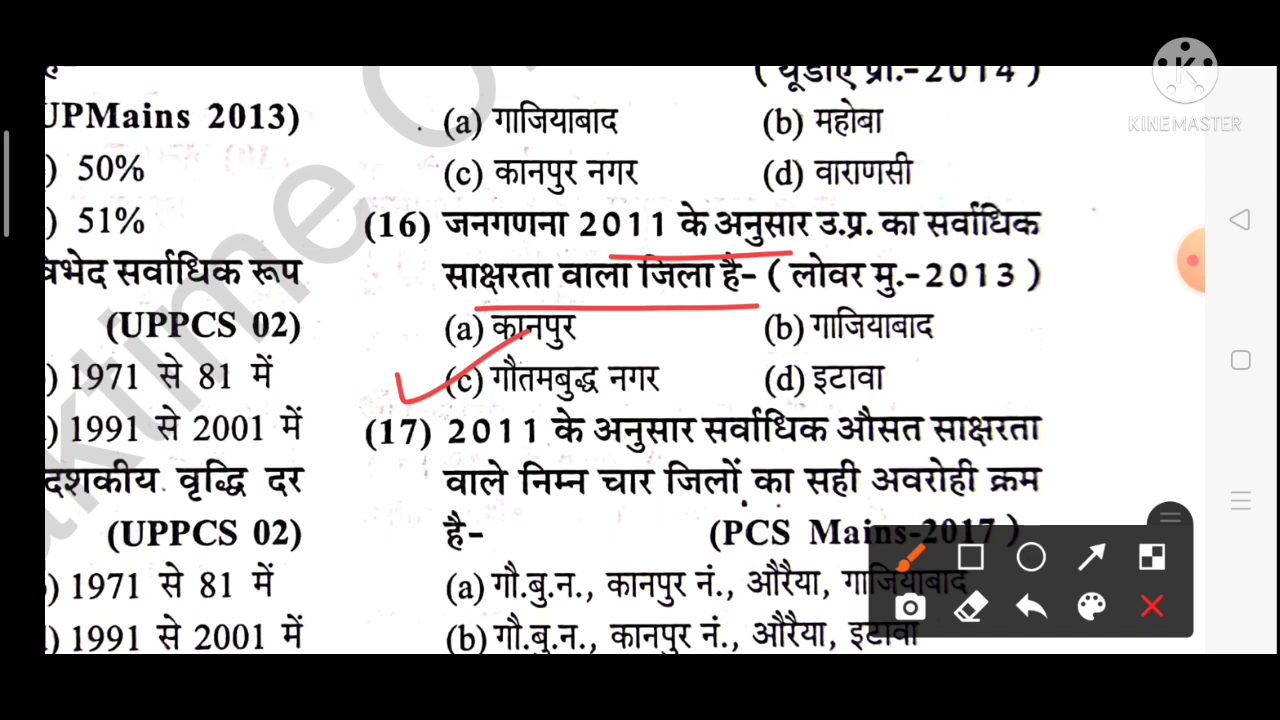 ( यूडीए प्रा.-2014 )
UPMains 2013)
) 50%
) 51%
विभेद सर्वाधिक रूप
(UPPCS 02)
) 1971 से 81 में
) 1991 से 2001 में
दशकीय वृद्धि दर
(UPPCS 02)
) 1971 से 81 में
) 1991 से 2001 में
(a) गाजियाबाद (b) महोबा
(c) कानपुर नगर (d) वाराणसी
(16) जनगणना 2011 के अनुसार उ.प्र. का सर्वाधिक
साक्षरता वाला जिला है- ( लोवर मु.-2013 )
(a) कानपुर (b) गाजियाबाद
(c) गौतमबुद्ध नगर (d) इटावा
(17) 2011 के अनुसार सर्वाधिक औसत साक्षरता
वाले निम्न चार जिलों का सही अवरोही क्रम
है- (PCS Mains-2017 )
(a) गौ.बु.न., कानपुर नं., औरैया, गाजियाबाद
(b) गौ.बु.न., कानपुर नं., औरैया, इटावा
KINEMASTER